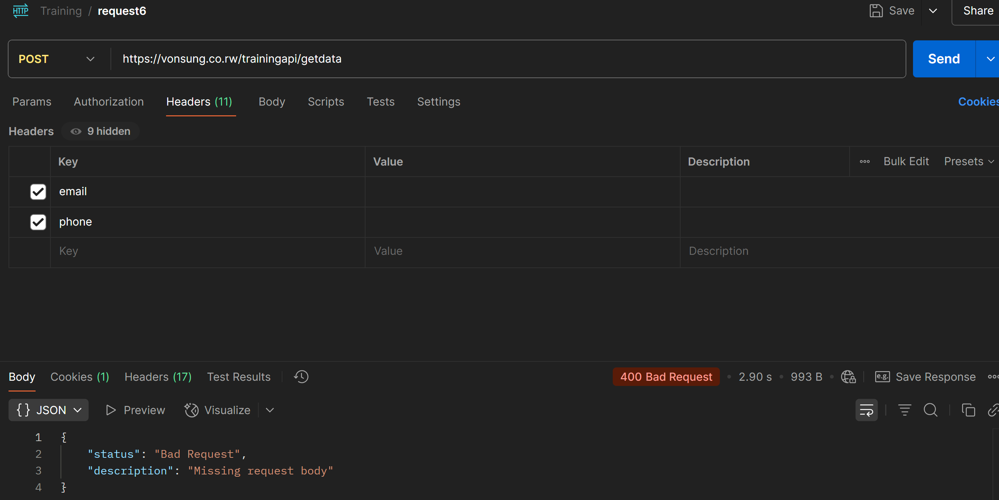 HTTP Training / request6 Save Share
POST https://vonsung.co.rw/trainingapi/getdata Send
Params Authorization Headers (11) Body Scripts Tests Settings Cookies
Headers 9 hidden
Key Value Description Bulk Edit Presets
email
phone
Key Value Description
Body Cookies (1) Headers (17) Test Results 400 Bad Request • 2.90 s • 993 B • e.g. Save Response
{} JSON Preview Visualize
1 {
2 "status": "Bad Request",
3 "description": "Missing request body"
4 }